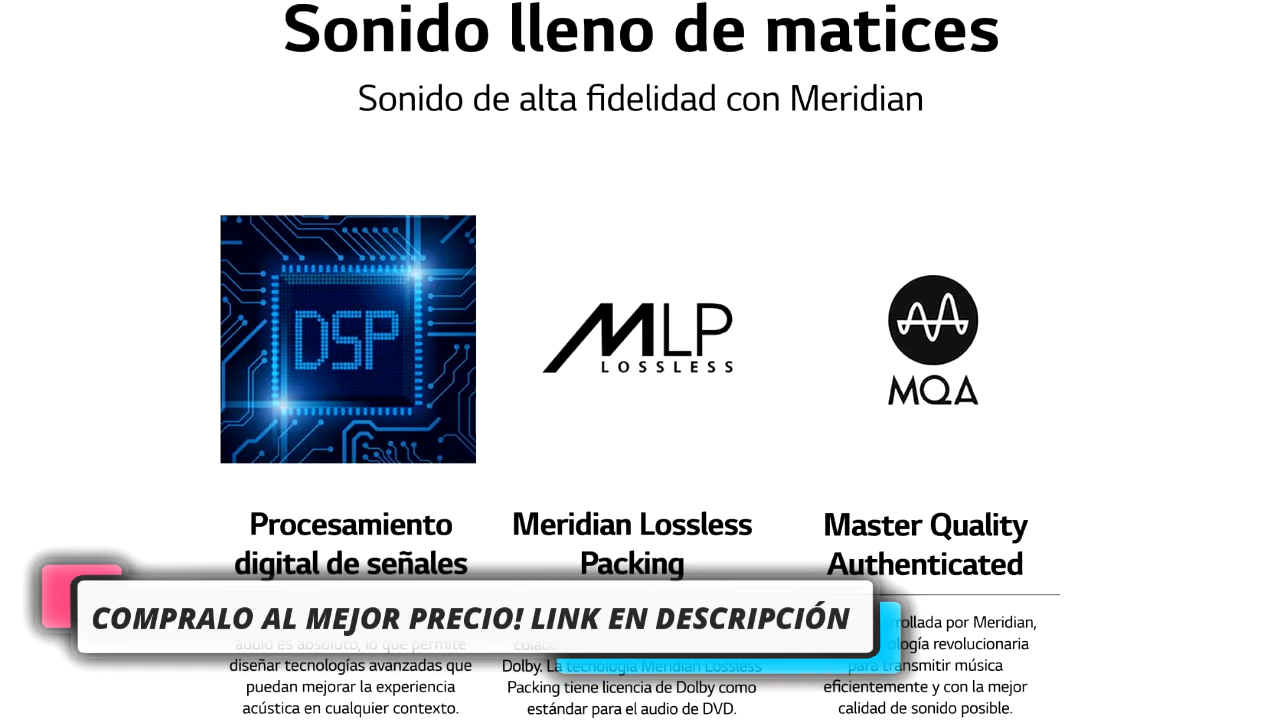 Sonido lleno de matices
Sonido de alta fidelidad con Meridian
DSP
MLP
LOSSLESS
MQA
Procesamiento
digital de señales
Meridian Lossless
Packing
Master Quality
Authenticated
COMPRALO AL MEJOR PRECIO! LINK EN DESCRIPCIÓN
audio es absoluto, lo que permite
diseñar tecnologías avanzadas que
puedan mejorar la experiencia
acústica en cualquier contexto.
Dolby. La tecnología Meridian Lossless
Packing tiene licencia de Dolby como
estándar para el audio de DVD.
por Meridian,
revolucionaria
para transmitir música
eficientemente y con la mejor
calidad de sonido posible.